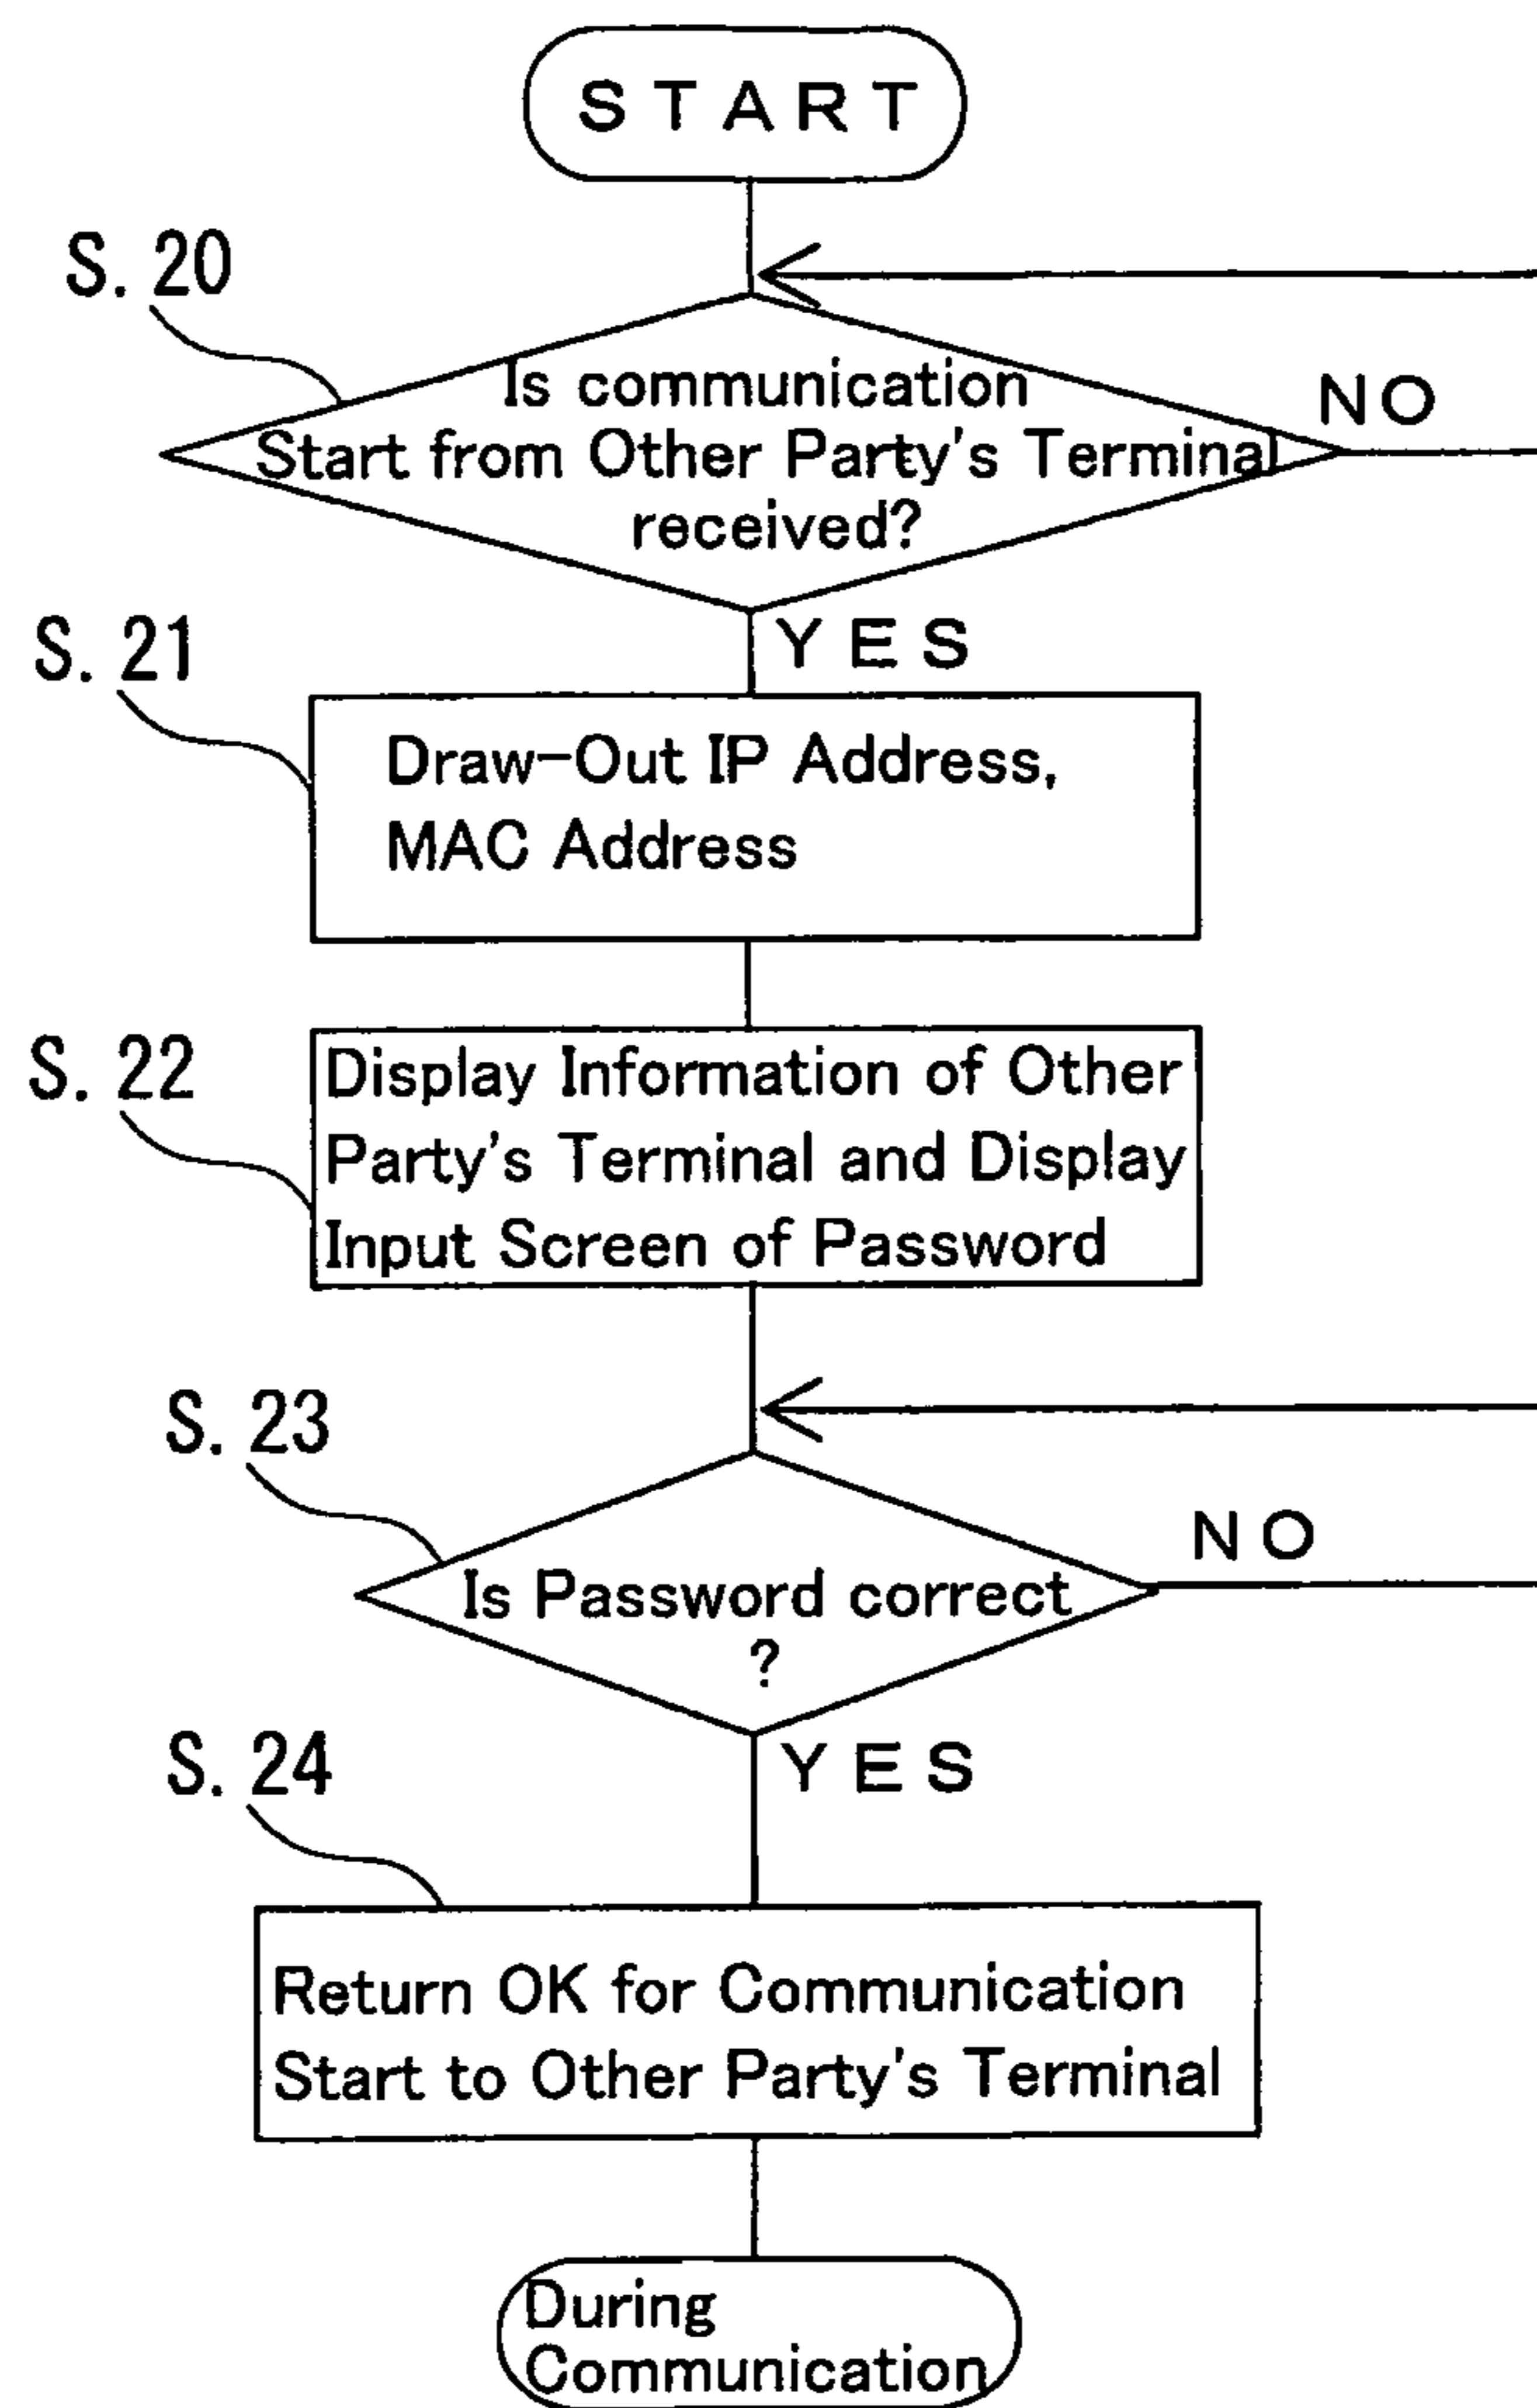 START
S. 20
Is communication
NO
Start from Other Party's Terminal
received?
YES
S. 21
Draw-Out IP Address,
MAC Address
S. 22
Display Information of Other
Party's Terminal and Display
Input Screen of Password
S. 23
NO
Is Password correct
?
YES
S. 24
Return OK for Communication
Start to Other Party's Terminal
During
Communication